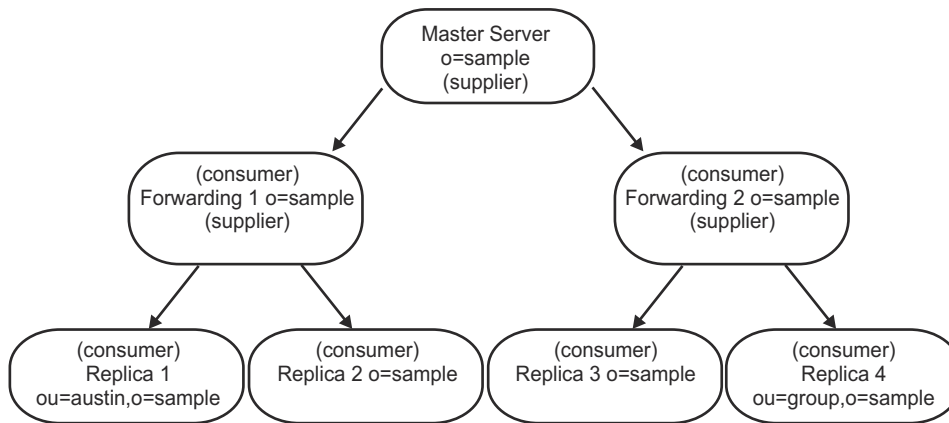 Master Server
o=sample
(supplier)
(consumer)
Forwarding 1 o=sample
(supplier)
(consumer)
Forwarding 2 o=sample
(supplier)
(consumer)
Replica 1
ou=austin,o=sample
(consumer)
Replica 2 o=sample
(consumer)
Replica 3 o=sample
(consumer)
Replica 4
ou=group,o=sample